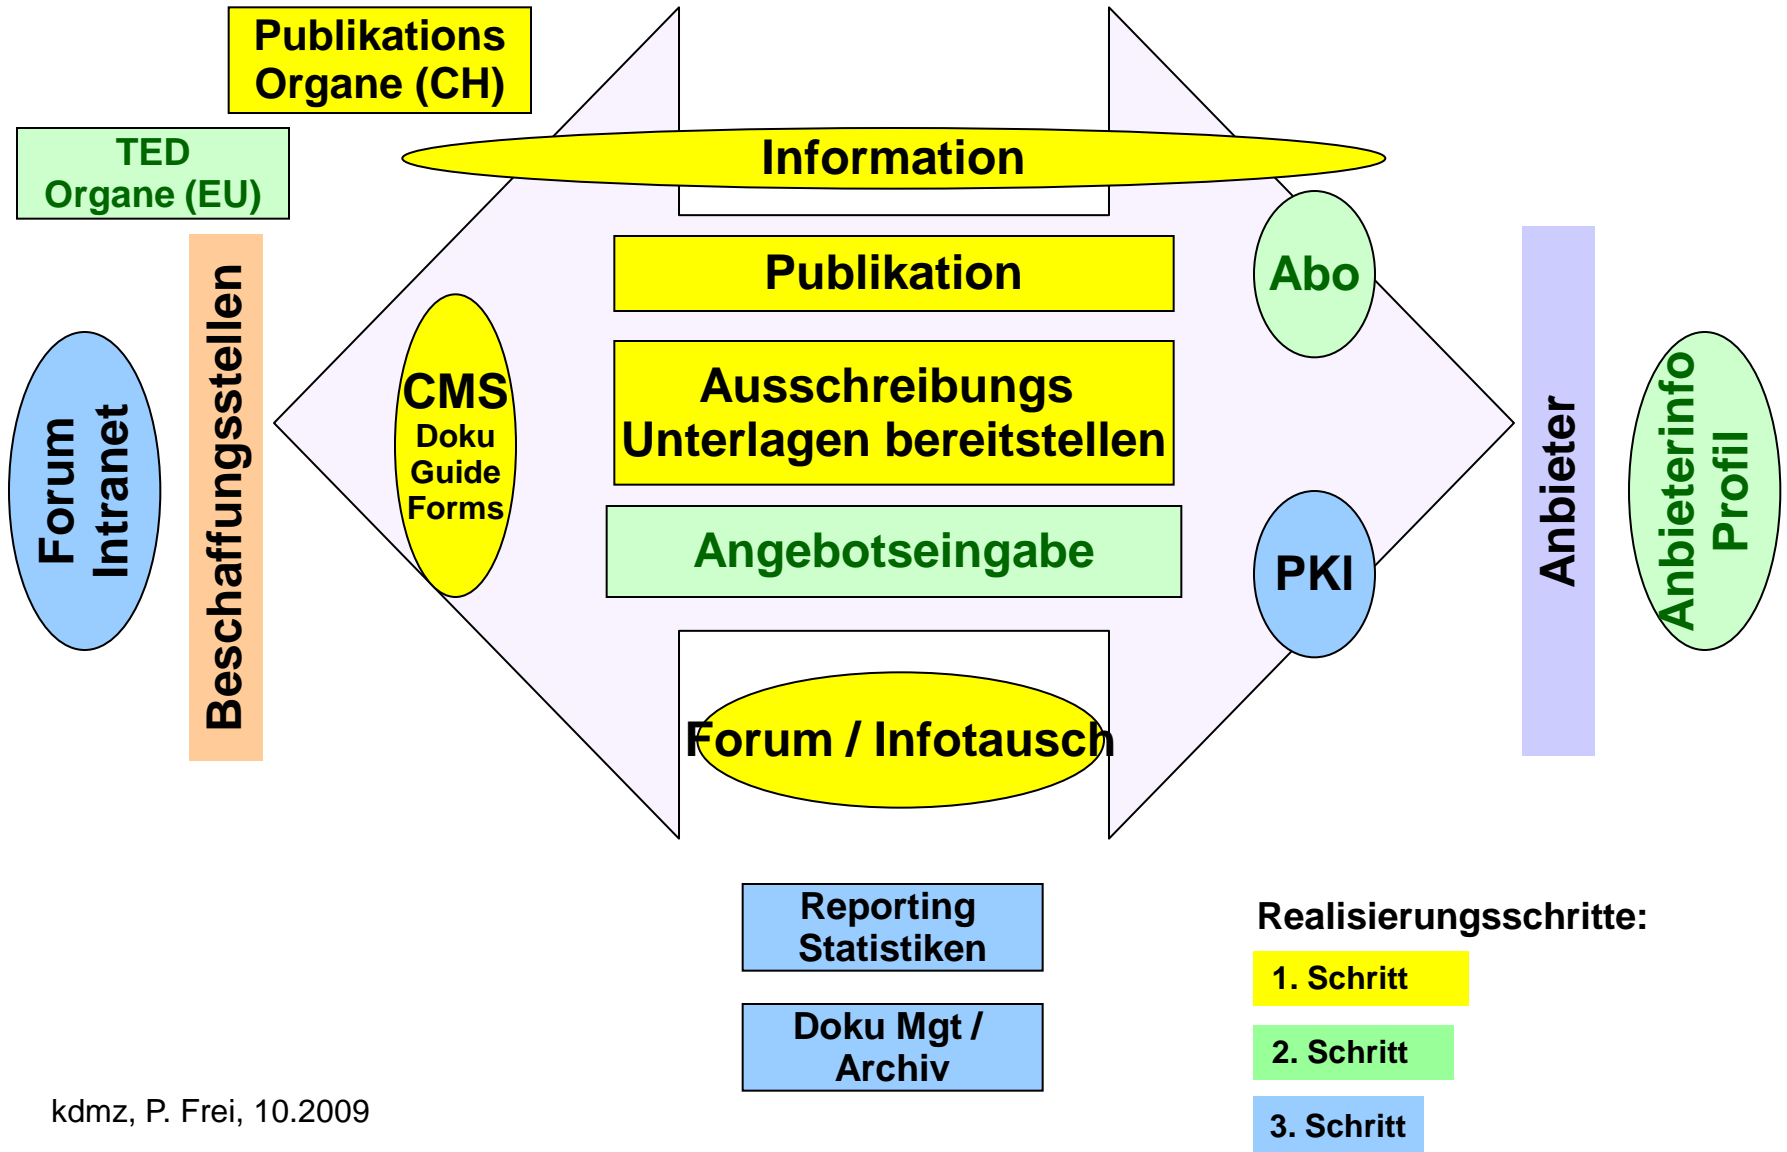 Publikations
Organe (CH)
TED
Organe (EU)
Information
Publikation
Abo
Beschaffungsstellen
Forum
Intranet
CMS
Doku
Guide
Forms
Ausschreibungs
Unterlagen bereitstellen
Angebotseingabe
PKI
Anbieter
Anbieterinfo
Profil
Forum / Infotausch
Reporting
Statistiken
Doku Mgt /
Archiv
Realisierungsschritte:
1. Schritt
2. Schritt
3. Schritt
kdmz, P. Frei, 10.2009